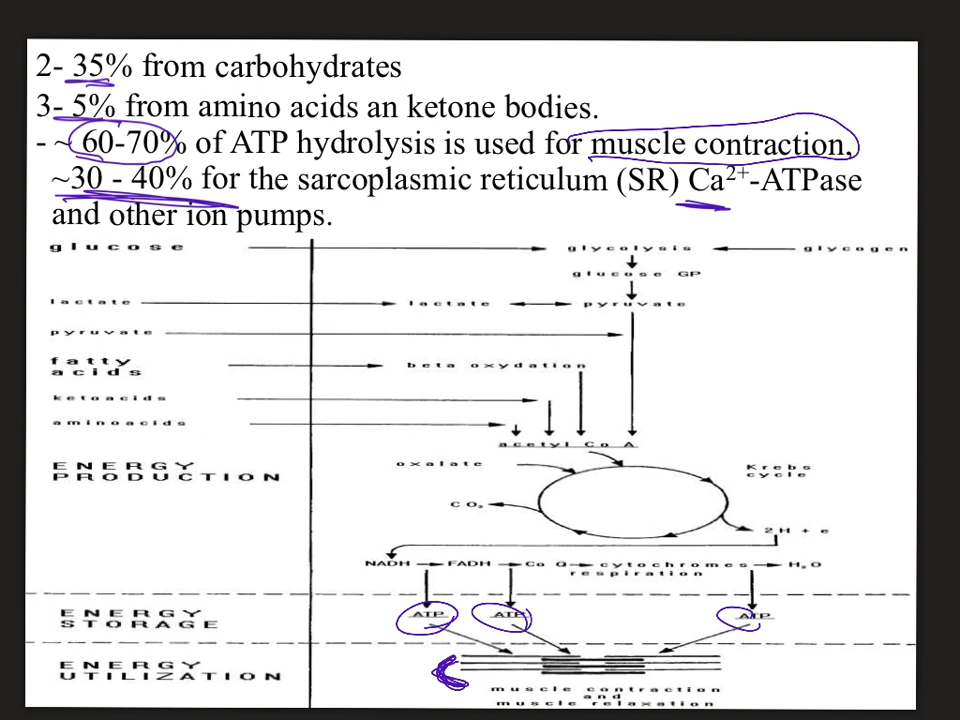 2- 35% from carbohydrates
3- 5% from amino acids an ketone bodies.
- ~ 60-70% of ATP hydrolysis is used for muscle contraction,
~30 - 40% for the sarcoplasmic reticulum (SR) Ca2+-ATPase
and other ion pumps.
glucose glycolysis glycogen
glucose GP
lactate lactate pyruvate
pyruvate
fatty
acids beta oxydation
ketoacids
aminoacids
acetyl Co A
ENERGY
PRODUCTION
oxalate Krebs
cycle
CO₂
2H + e
NADH FADH Co Q cytochromes H₂O
respiration
ENERGY
STORAGE
ATP ATP ATP
ENERGY
UTILIZATION
muscle contraction
and
muscle relaxation